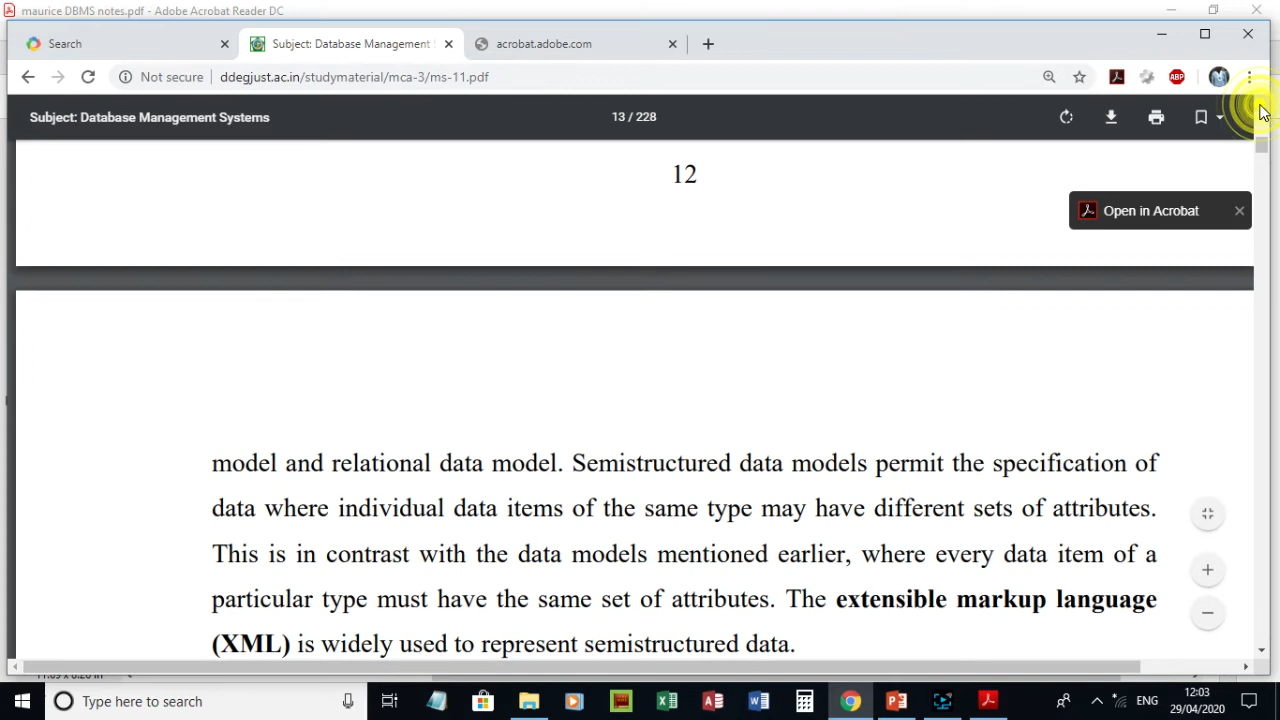 maurice DBMS notes.pdf - Adobe Acrobat Reader DC
Search
Subject: Database Management
acrobat.adobe.com
Not secure
ddegjust.ac.in/studymaterial/mca-3/ms-11.pdf
ABP
Subject: Database Management Systems
13 / 228
12
Open in Acrobat
model and relational data model. Semistructured data models permit the specification of
data where individual data items of the same type may have different sets of attributes.
This is in contrast with the data models mentioned earlier, where every data item of a
particular type must have the same set of attributes. The extensible markup language
(XML) is widely used to represent semistructured data.
Type here to search
ENG
12:03
29/04/2020